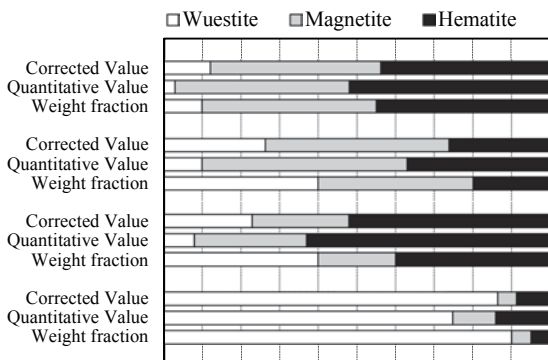 Wuestite Magnetite Hematite
Corrected Value
Quantitative Value
Weight fraction
Corrected Value
Quantitative Value
Weight fraction
Corrected Value
Quantitative Value
Weight fraction
Corrected Value
Quantitative Value
Weight fraction